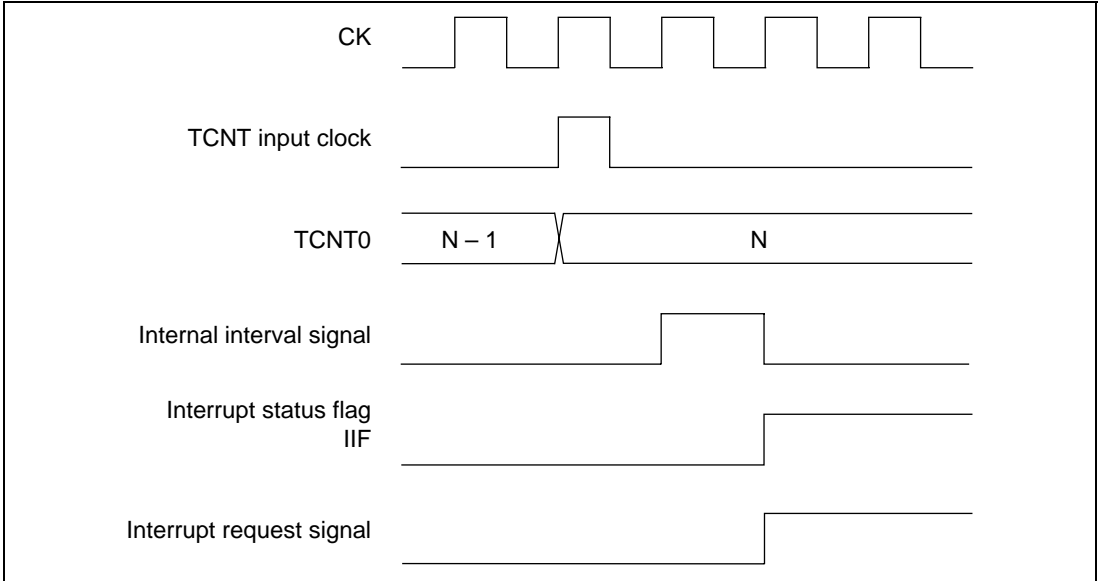 CK
TCNT input clock
TCNT0
N – 1
N
Internal interval signal
Interrupt status flag
IIF
Interrupt request signal